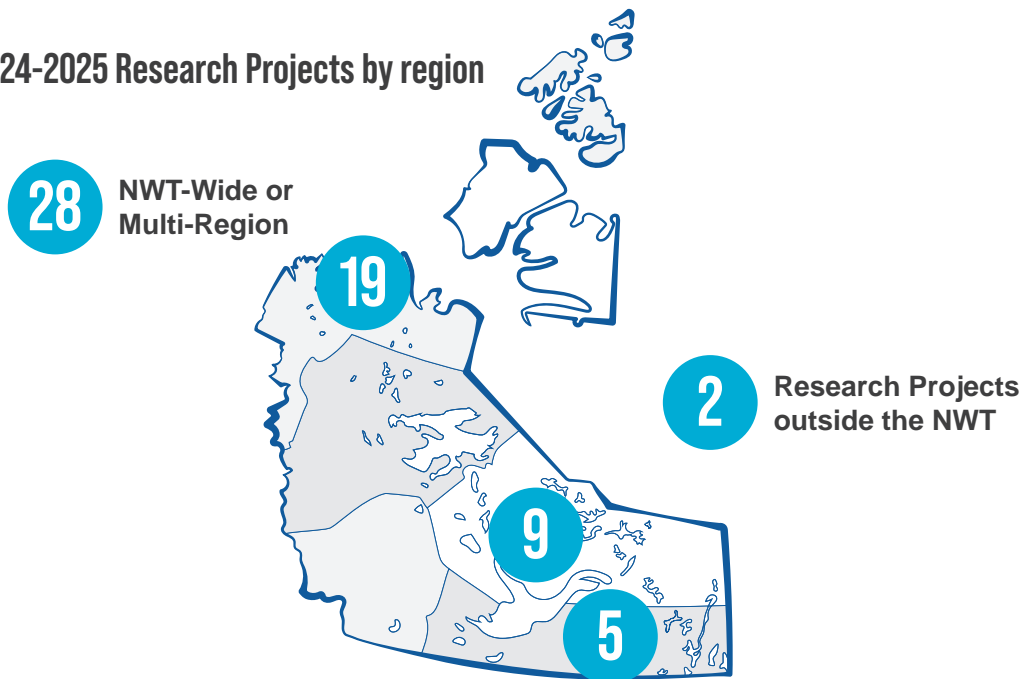 24-2025 Research Projects by region
28
NWT-Wide or
Multi-Region
19
2
Research Projects
outside the NWT
9
5